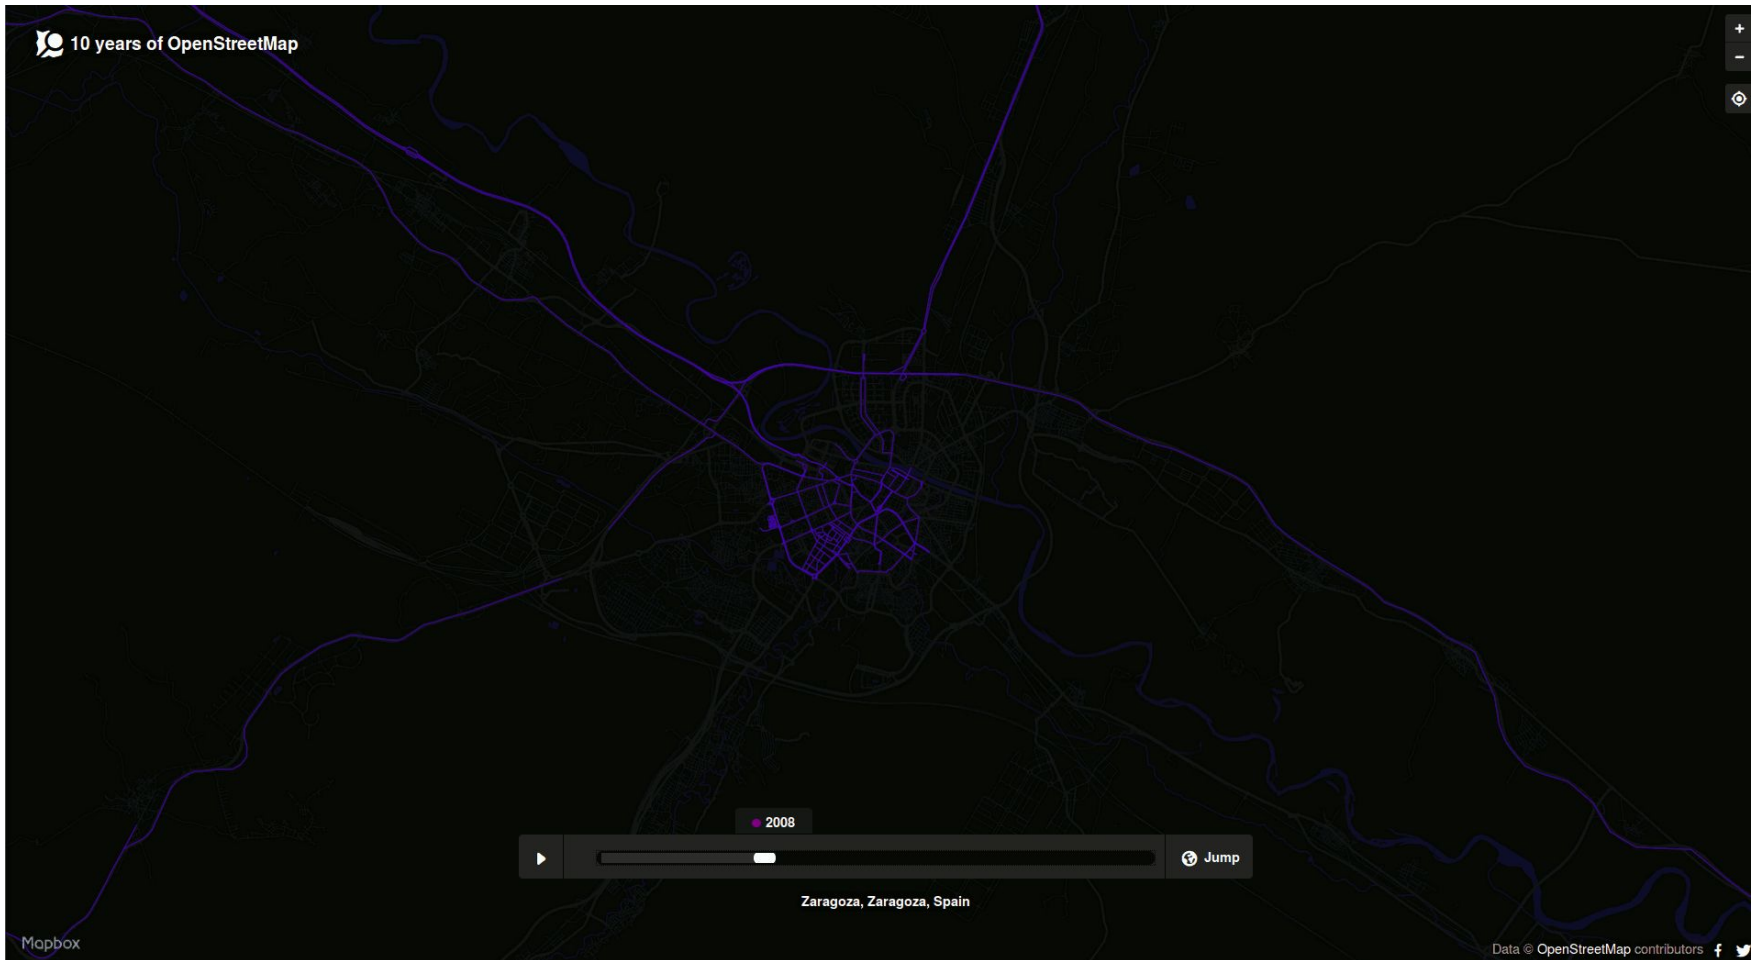 10 years of OpenStreetMap
+
−
2008
Jump
Zaragoza, Zaragoza, Spain
Mapbox
Data © OpenStreetMap contributors